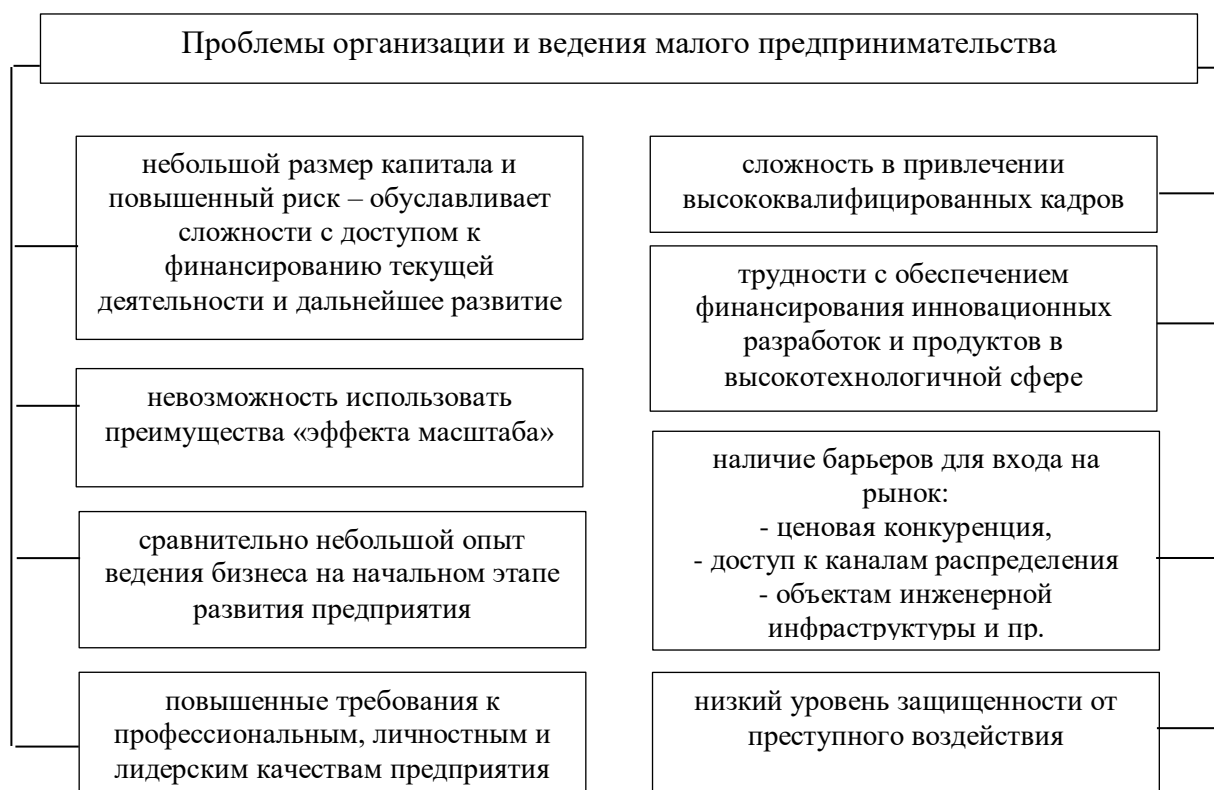 Проблемы организации и ведения малого предпринимательства
небольшой размер капитала и
повышенный риск – обуславливает
сложности с доступом к
финансированию текущей
деятельности и дальнейшее развитие
невозможность использовать
преимущества «эффекта масштаба»
сравнительно небольшой опыт
ведения бизнеса на начальном этапе
развития предприятия
повышенные требования к
профессиональным, личностным и
лидерским качествам предприятия
сложность в привлечении
высококвалифицированных кадров
трудности с обеспечением
финансирования инновационных
разработок и продуктов в
высокотехнологичной сфере
наличие барьеров для входа на
рынок:
- ценовая конкуренция,
- доступ к каналам распределения
- объектам инженерной
инфраструктуры и пр.
низкий уровень защищенности от
преступного воздействия